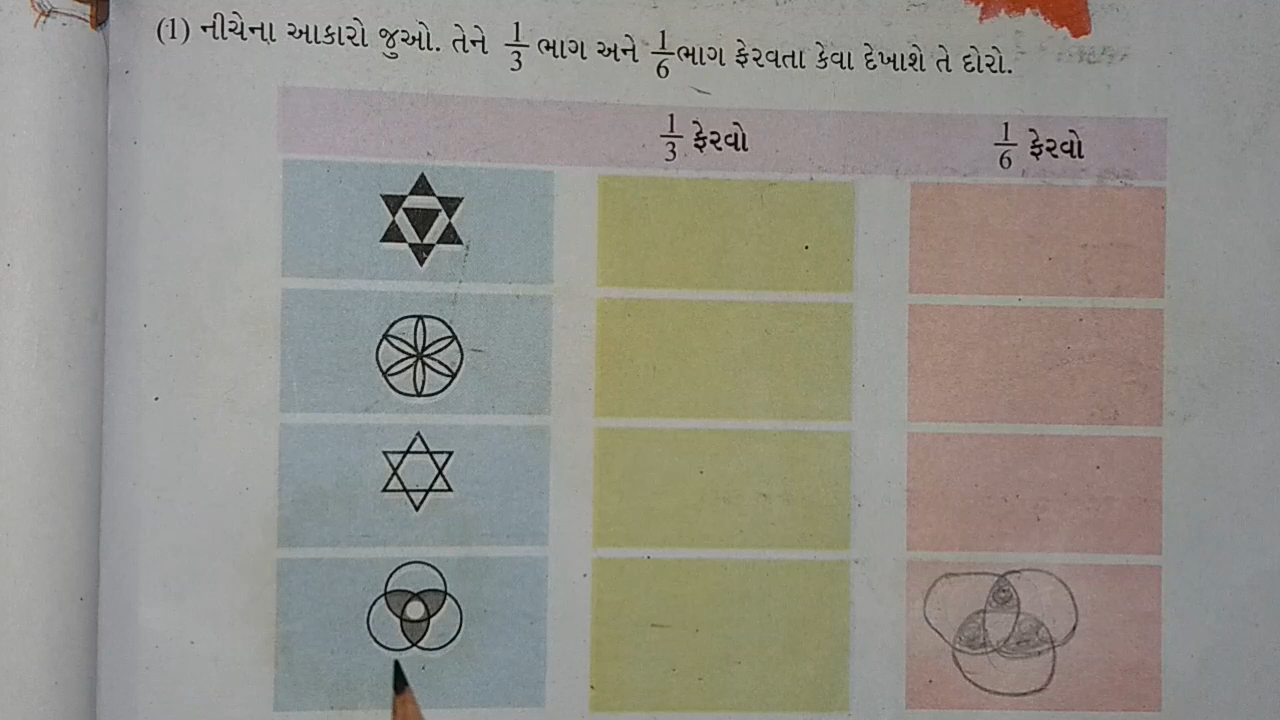 (1) નીચેના આકારો જુઓ. તેને 1/3 ભાગ અને 1/6 ભાગ ફેરવતા કેવા દેખાશે તે દોરો.
1/3 ફેરવો 1/6 ફેરવો